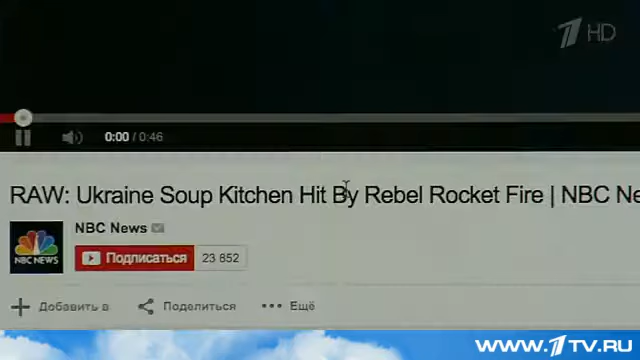 1 HD
0:00 / 0:46
RAW: Ukraine Soup Kitchen Hit By Rebel Rocket Fire | NBC Ne
NBC News
NBC NEWS
Подписаться 23 652
Добавить в Поделиться Ещё
www.1TV.RU